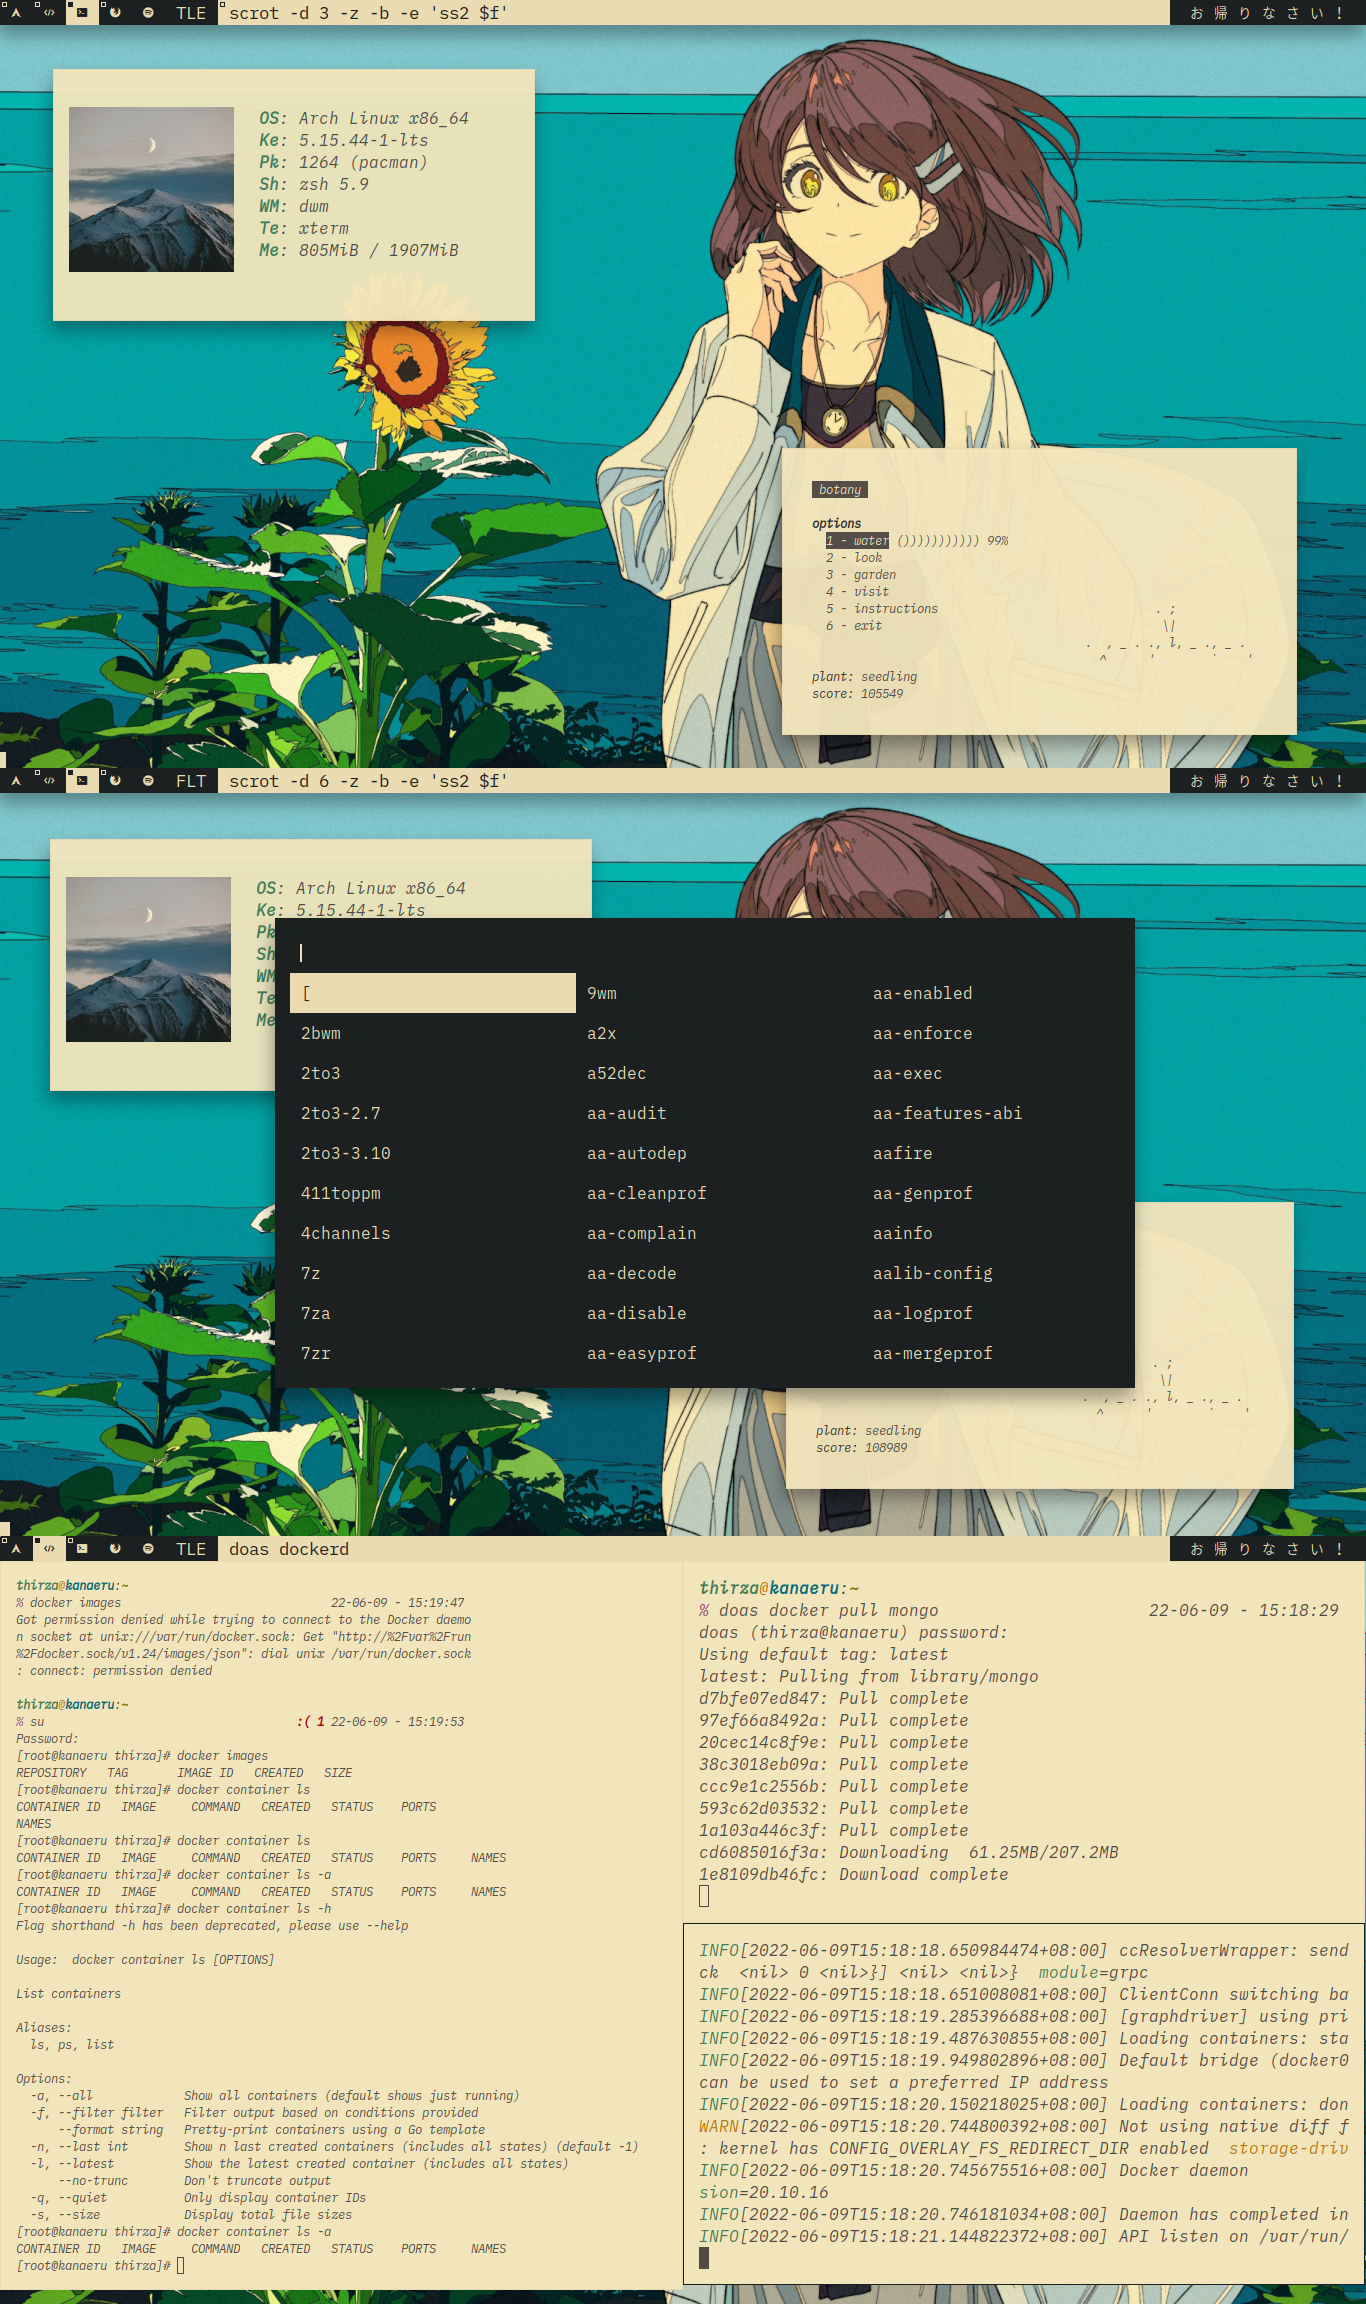 TLE scrot -d 3 -z -b -e 'ss2 $f' お帰りなさい!
OS: Arch Linux x86_64
Ke: 5.15.44-1-lts
Pk: 1264 (pacman)
Sh: zsh 5.9
WM: dwm
Te: xterm
Me: 805MiB / 1907MiB
botany
options
1 - water ())))))))))) 99%
2 - look
3 - garden
4 - visit
5 - instructions
6 - exit
plant: seedling
score: 105549
FLT scrot -d 6 -z -b -e 'ss2 $f' お帰りなさい!
OS: Arch Linux x86_64
Ke: 5.15.44-1-lts
Pk
Sh
WM
Te
Me
[ 9wm aa-enabled
2bwm a2x aa-enforce
2to3 a52dec aa-exec
2to3-2.7 aa-audit aa-features-abi
2to3-3.10 aa-autodep aafire
411toppm aa-cleanprof aa-genprof
4channels aa-complain aainfo
7z aa-decode aalib-config
7za aa-disable aa-logprof
7zr aa-easyprof aa-mergeprof
plant: seedling
score: 108989
TLE doas dockerd お帰りなさい!
thirza@kanaeru:~
% docker images 22-06-09 - 15:19:47
Got permission denied while trying to connect to the Docker daemo
n socket at unix:///var/run/docker.sock: Get "http://%2Fvar%2Frun
%2Fdocker.sock/v1.24/images/json": dial unix /var/run/docker.sock
: connect: permission denied
thirza@kanaeru:~
% su :( 1 22-06-09 - 15:19:53
Password:
[root@kanaeru thirza]# docker images
REPOSITORY TAG IMAGE ID CREATED SIZE
[root@kanaeru thirza]# docker container ls
CONTAINER ID IMAGE COMMAND CREATED STATUS PORTS
NAMES
[root@kanaeru thirza]# docker container ls
CONTAINER ID IMAGE COMMAND CREATED STATUS PORTS NAMES
[root@kanaeru thirza]# docker container ls -a
CONTAINER ID IMAGE COMMAND CREATED STATUS PORTS NAMES
[root@kanaeru thirza]# docker container ls -h
Flag shorthand -h has been deprecated, please use --help
Usage: docker container ls [OPTIONS]
List containers
Aliases:
ls, ps, list
Options:
-a, --all Show all containers (default shows just running)
-f, --filter filter Filter output based on conditions provided
--format string Pretty-print containers using a Go template
-n, --last int Show n last created containers (includes all states) (default -1)
-l, --latest Show the latest created container (includes all states)
--no-trunc Don't truncate output
-q, --quiet Only display container IDs
-s, --size Display total file sizes
[root@kanaeru thirza]# docker container ls -a
CONTAINER ID IMAGE COMMAND CREATED STATUS PORTS NAMES
[root@kanaeru thirza]#
thirza@kanaeru:~
% doas docker pull mongo 22-06-09 - 15:18:29
doas (thirza@kanaeru) password:
Using default tag: latest
latest: Pulling from library/mongo
d7bfe07ed847: Pull complete
97ef66a8492a: Pull complete
20cec14c8f9e: Pull complete
38c3018eb09a: Pull complete
ccc9e1c2556b: Pull complete
593c62d03532: Pull complete
1a103a446c3f: Pull complete
cd6085016f3a: Downloading 61.25MB/207.2MB
1e8109db46fc: Download complete
INFO[2022-06-09T15:18:18.650984474+08:00] ccResolverWrapper: send
ck <nil> 0 <nil>}] <nil> <nil>} module=grpc
INFO[2022-06-09T15:18:18.651008081+08:00] ClientConn switching ba
INFO[2022-06-09T15:18:19.285396688+08:00] [graphdriver] using pri
INFO[2022-06-09T15:18:19.487630855+08:00] Loading containers: sta
INFO[2022-06-09T15:18:19.949802896+08:00] Default bridge (docker0
can be used to set a preferred IP address
INFO[2022-06-09T15:18:20.150218025+08:00] Loading containers: don
WARN[2022-06-09T15:18:20.744800392+08:00] Not using native diff f
: kernel has CONFIG_OVERLAY_FS_REDIRECT_DIR enabled storage-driv
INFO[2022-06-09T15:18:20.745675516+08:00] Docker daemon
sion=20.10.16
INFO[2022-06-09T15:18:20.746181034+08:00] Daemon has completed in
INFO[2022-06-09T15:18:21.144822372+08:00] API listen on /var/run/